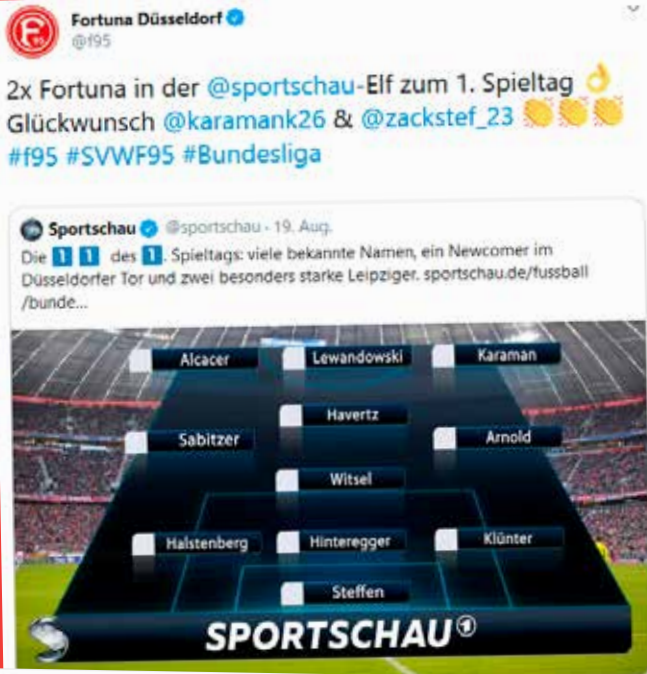 Fortuna Düsseldorf
@f95
2x Fortuna in der @sportschau-Elf zum 1. Spieltag 👌
Glückwunsch @karamank26 & @zackstef_23 👏👏👏
#f95 #SVWF95 #Bundesliga
Sportschau @sportschau · 19. Aug.
Die 1️⃣1️⃣ des 1️⃣. Spieltags: viele bekannte Namen, ein Newcomer im
Düsseldorfer Tor und zwei besonders starke Leipziger. sportschau.de/fussball
/bunde...
Alcacer Lewandowski Karaman
Havertz
Sabitzer Arnold
Witsel
Halstenberg Hinteregger Klünter
Steffen
SPORTSCHAU